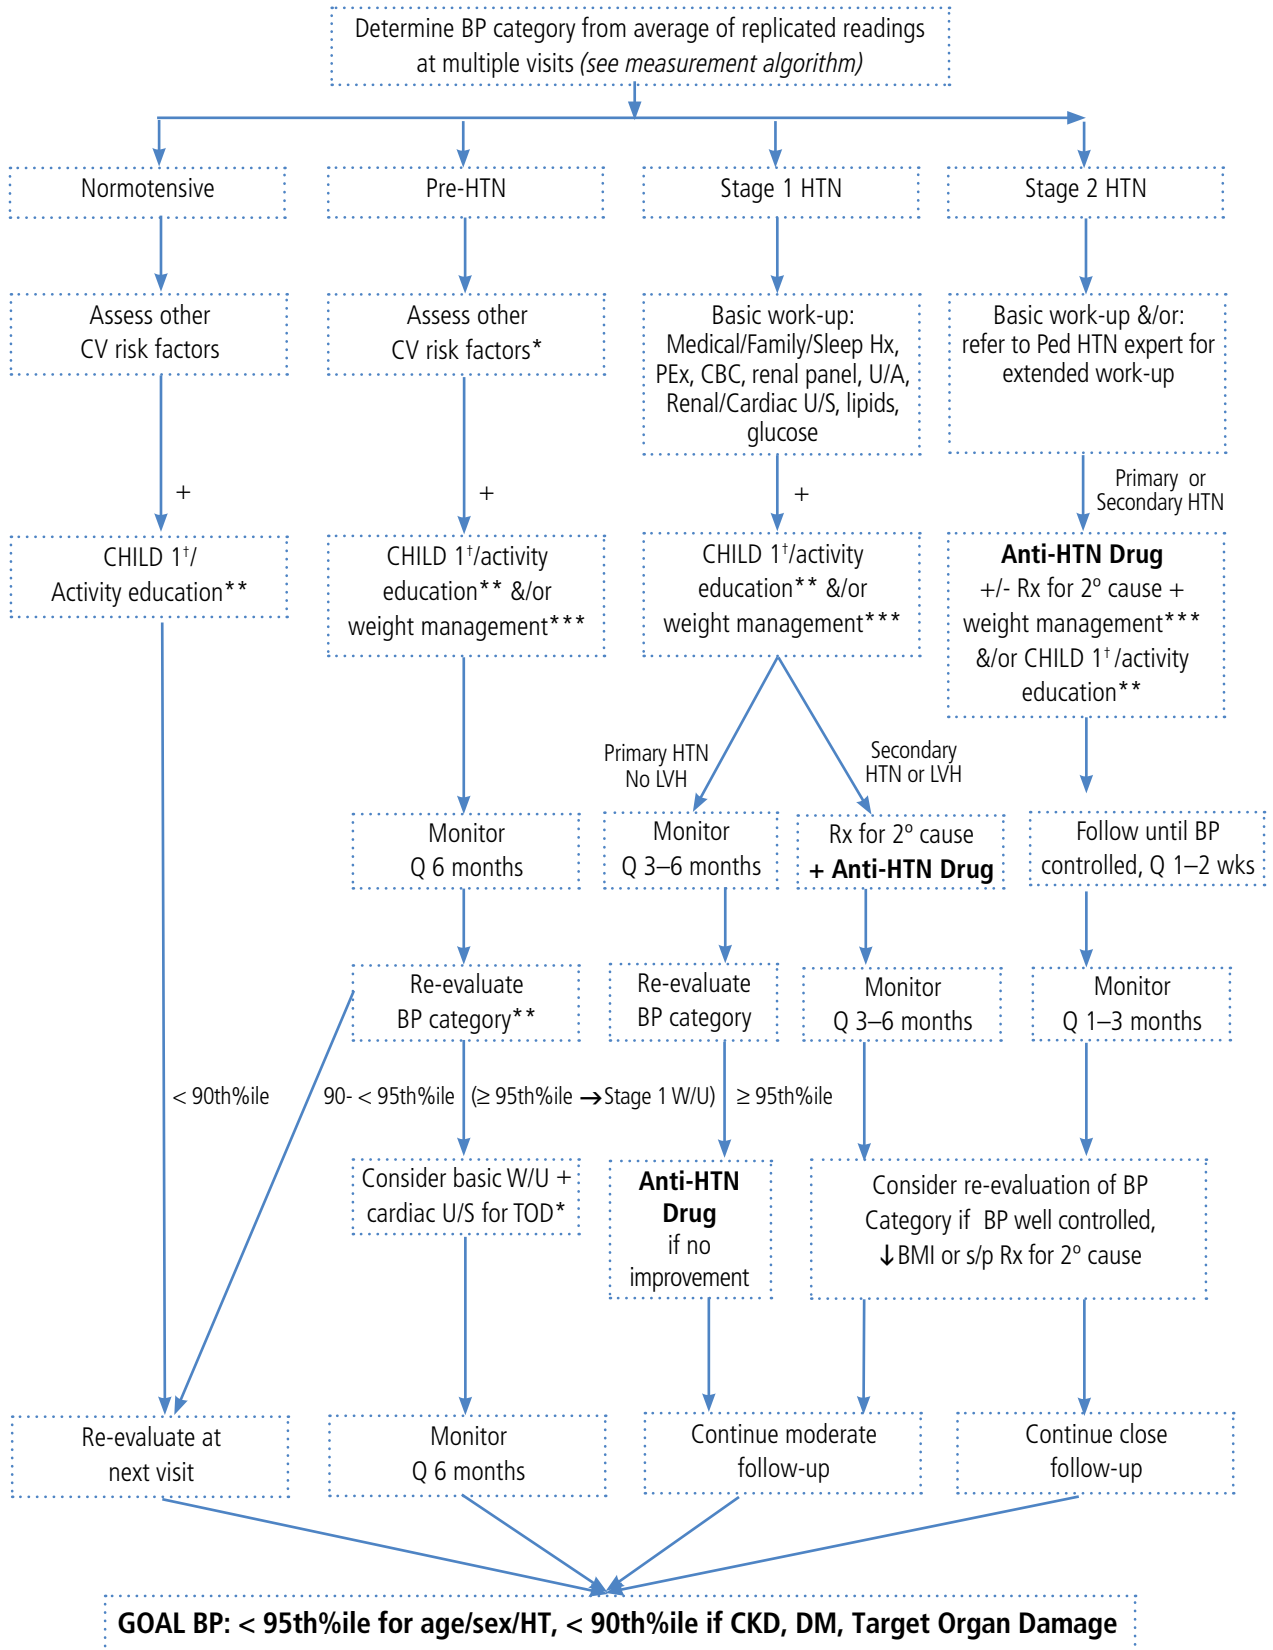 Determine BP category from average of replicated readings
at multiple visits (see measurement algorithm)
Normotensive
Pre-HTN
Stage 1 HTN
Stage 2 HTN
Assess other
CV risk factors
Assess other
CV risk factors*
Basic work-up:
Medical/Family/Sleep Hx,
PEx, CBC, renal panel, U/A,
Renal/Cardiac U/S, lipids,
glucose
Basic work-up &/or:
refer to Ped HTN expert for
extended work-up
+
+
+
Primary or
Secondary HTN
CHILD 1†/
Activity education**
CHILD 1†/activity
education** &/or
weight management***
CHILD 1†/activity
education** &/or
weight management***
Anti-HTN Drug
+/- Rx for 2º cause +
weight management***
&/or CHILD 1†/activity
education**
Primary HTN
No LVH
Secondary
HTN or LVH
Monitor
Q 6 months
Monitor
Q 3–6 months
Rx for 2º cause
+ Anti-HTN Drug
Follow until BP
controlled, Q 1–2 wks
Re-evaluate
BP category**
Re-evaluate
BP category
Monitor
Q 3–6 months
Monitor
Q 1–3 months
< 90th%ile
90- < 95th%ile
(≥ 95th%ile → Stage 1 W/U)
≥ 95th%ile
Consider basic W/U +
cardiac U/S for TOD*
Anti-HTN
Drug
if no
improvement
Consider re-evaluation of BP
Category if BP well controlled,
↓BMI or s/p Rx for 2º cause
Re-evaluate at
next visit
Monitor
Q 6 months
Continue moderate
follow-up
Continue close
follow-up
GOAL BP: < 95th%ile for age/sex/HT, < 90th%ile if CKD, DM, Target Organ Damage